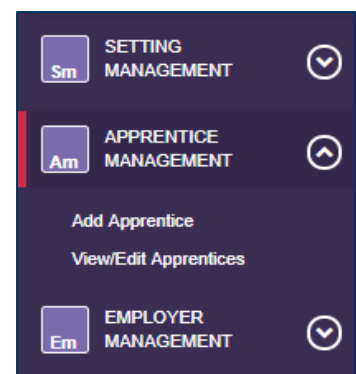 SETTING
Sm MANAGEMENT
APPRENTICE
Am MANAGEMENT
Add Apprentice
View/Edit Apprentices
EMPLOYER
Em MANAGEMENT